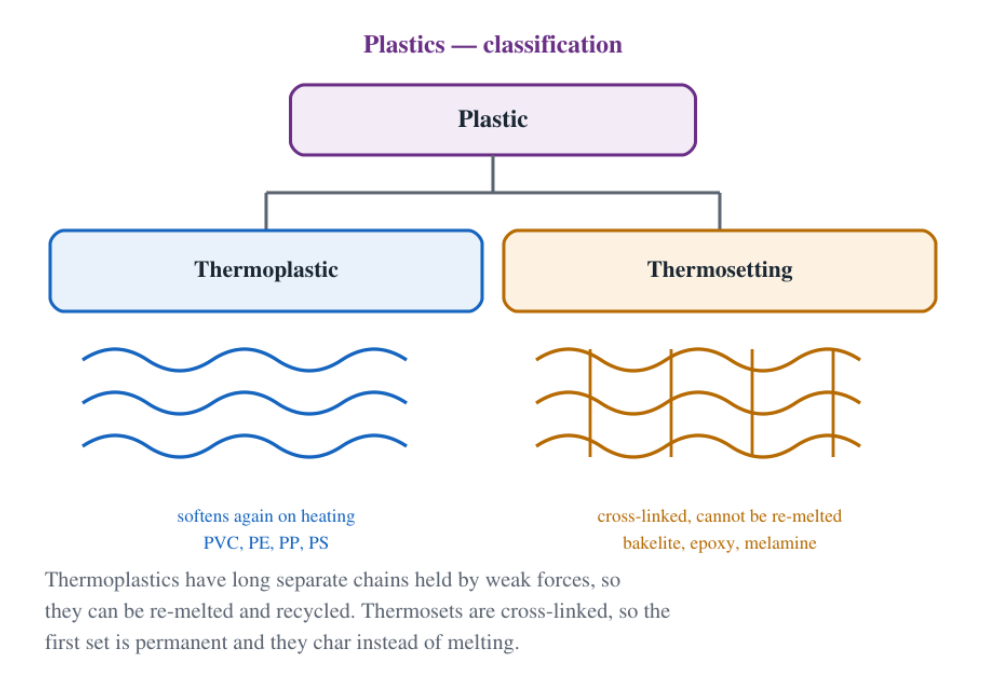 Plastics — classification
Plastic
Thermoplastic
Thermosetting
softens again on heating
PVC, PE, PP, PS
cross-linked, cannot be re-melted
bakelite, epoxy, melamine
Thermoplastics have long separate chains held by weak forces, so
they can be re-melted and recycled. Thermosets are cross-linked, so the
first set is permanent and they char instead of melting.